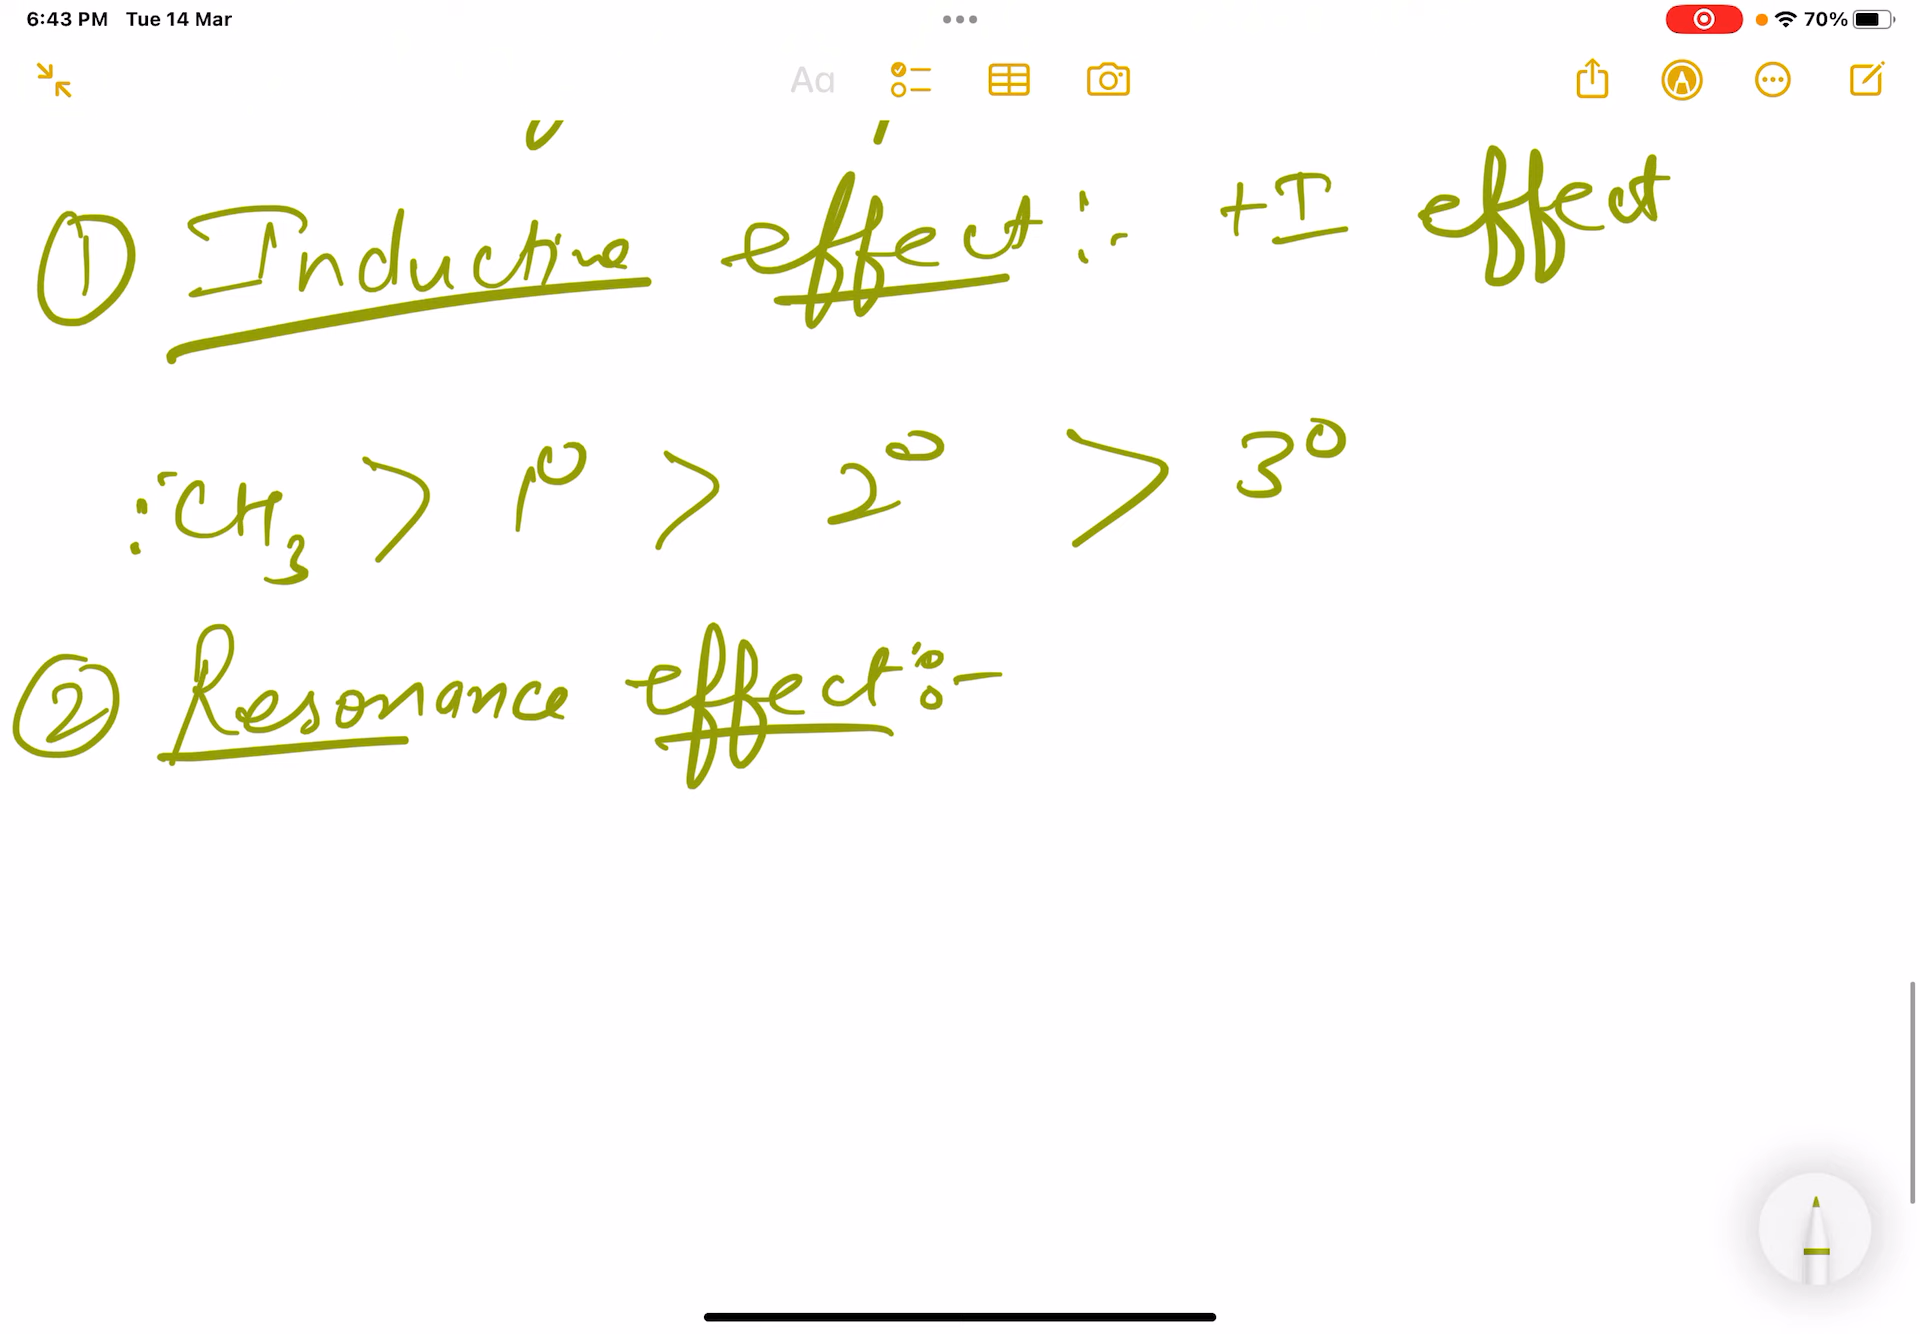 6:43 PM Tue 14 Mar 70%
Aa
① Inductive effect :- +I effect
:CH₃ > 1° > 2° > 3°
② Resonance effect :-